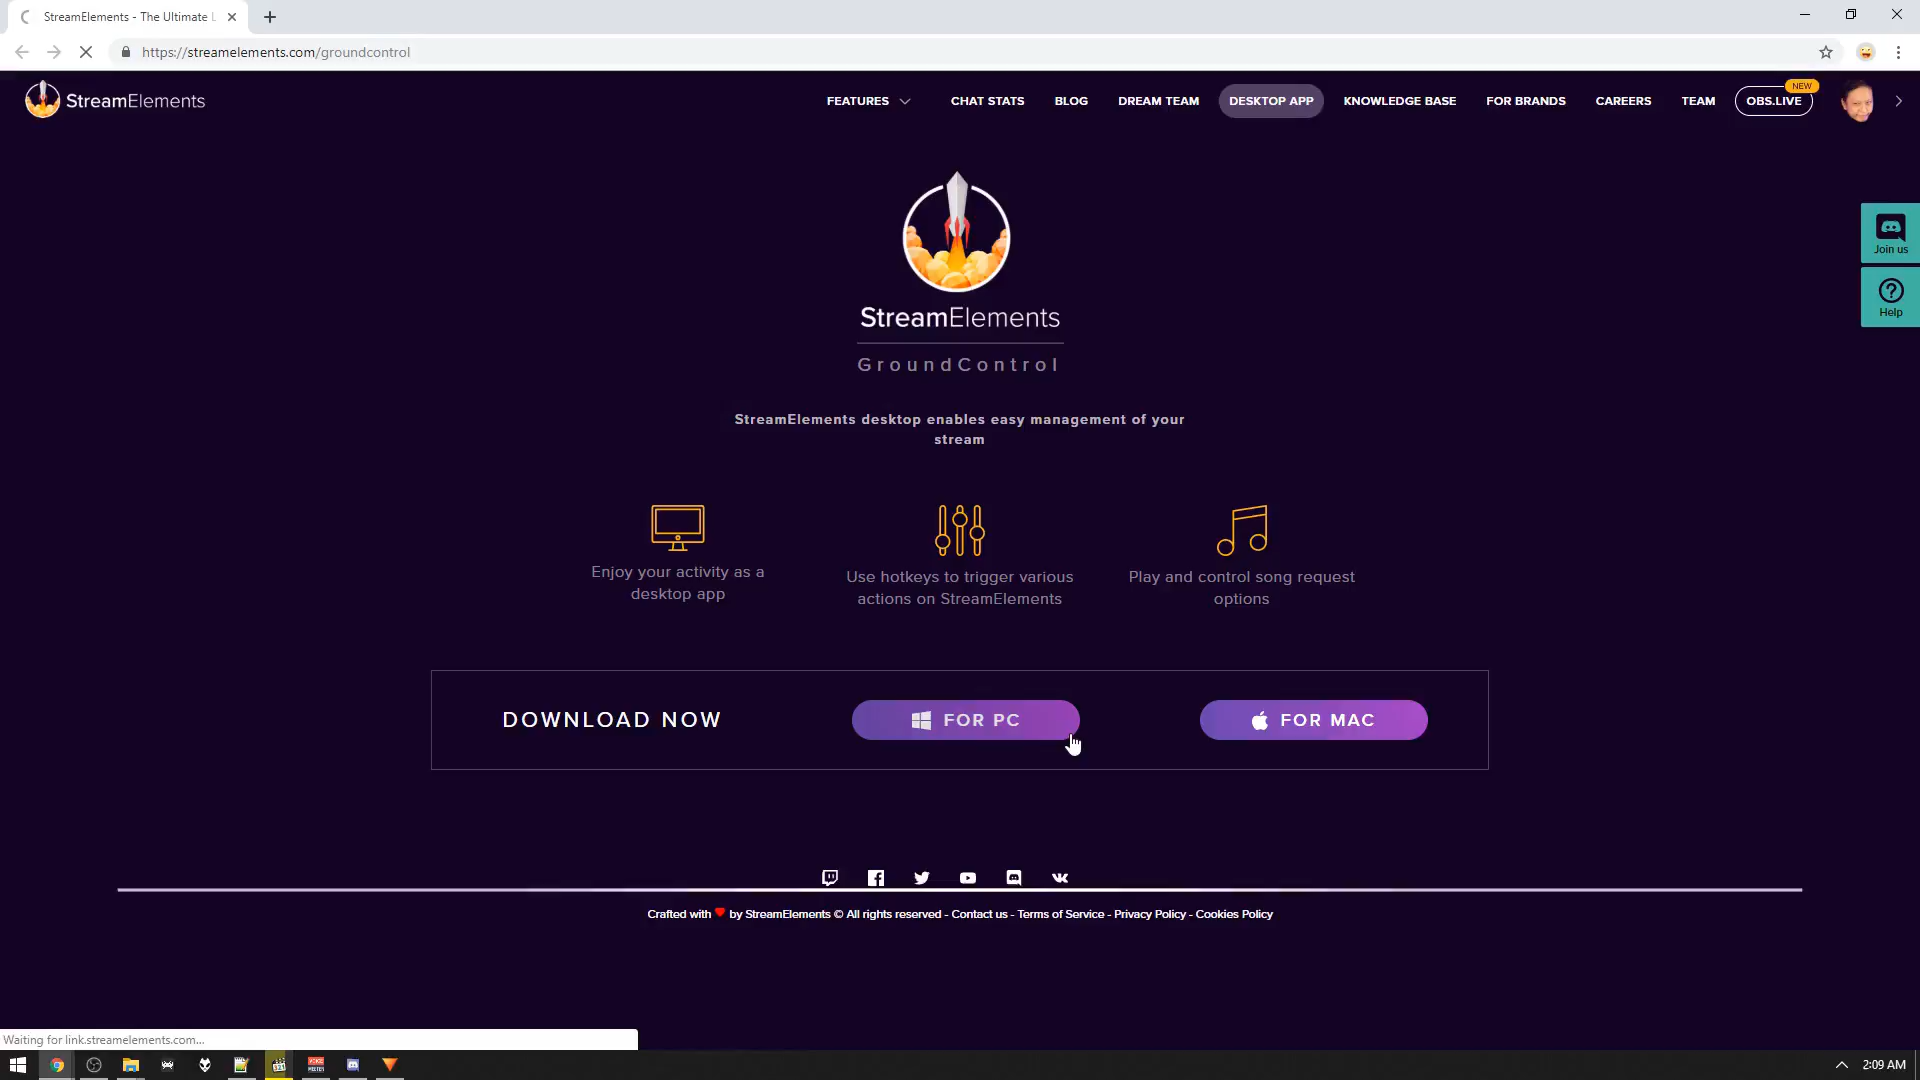 StreamElements - The Ultimate L
https://streamelements.com/groundcontrol
StreamElements
FEATURES
CHAT STATS
BLOG
DREAM TEAM
DESKTOP APP
KNOWLEDGE BASE
FOR BRANDS
CAREERS
TEAM
NEW
OBS.LIVE
Join us
Help
StreamElements
GroundControl
StreamElements desktop enables easy management of your
stream
Enjoy your activity as a
desktop app
Use hotkeys to trigger various
actions on StreamElements
Play and control song request
options
DOWNLOAD NOW
FOR PC
FOR MAC
Crafted with ❤ by StreamElements © All rights reserved - Contact us - Terms of Service - Privacy Policy - Cookies Policy
Waiting for link.streamelements.com...
2:09 AM